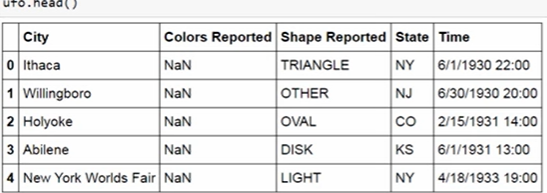 ufo.head()
City Colors Reported Shape Reported State Time
0 Ithaca NaN TRIANGLE NY 6/1/1930 22:00
1 Willingboro NaN OTHER NJ 6/30/1930 20:00
2 Holyoke NaN OVAL CO 2/15/1931 14:00
3 Abilene NaN DISK KS 6/1/1931 13:00
4 New York Worlds Fair NaN LIGHT NY 4/18/1933 19:00